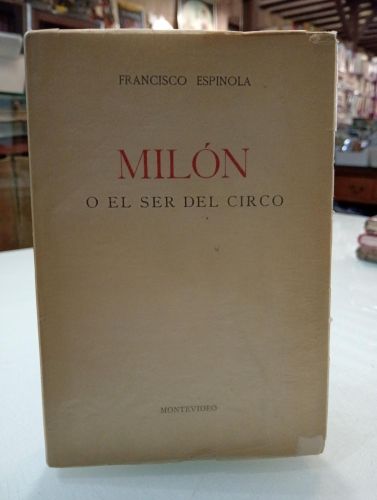 FRANCISCO ESPINOLA
MILÓN
O EL SER DEL CIRCO
MONTEVIDEO